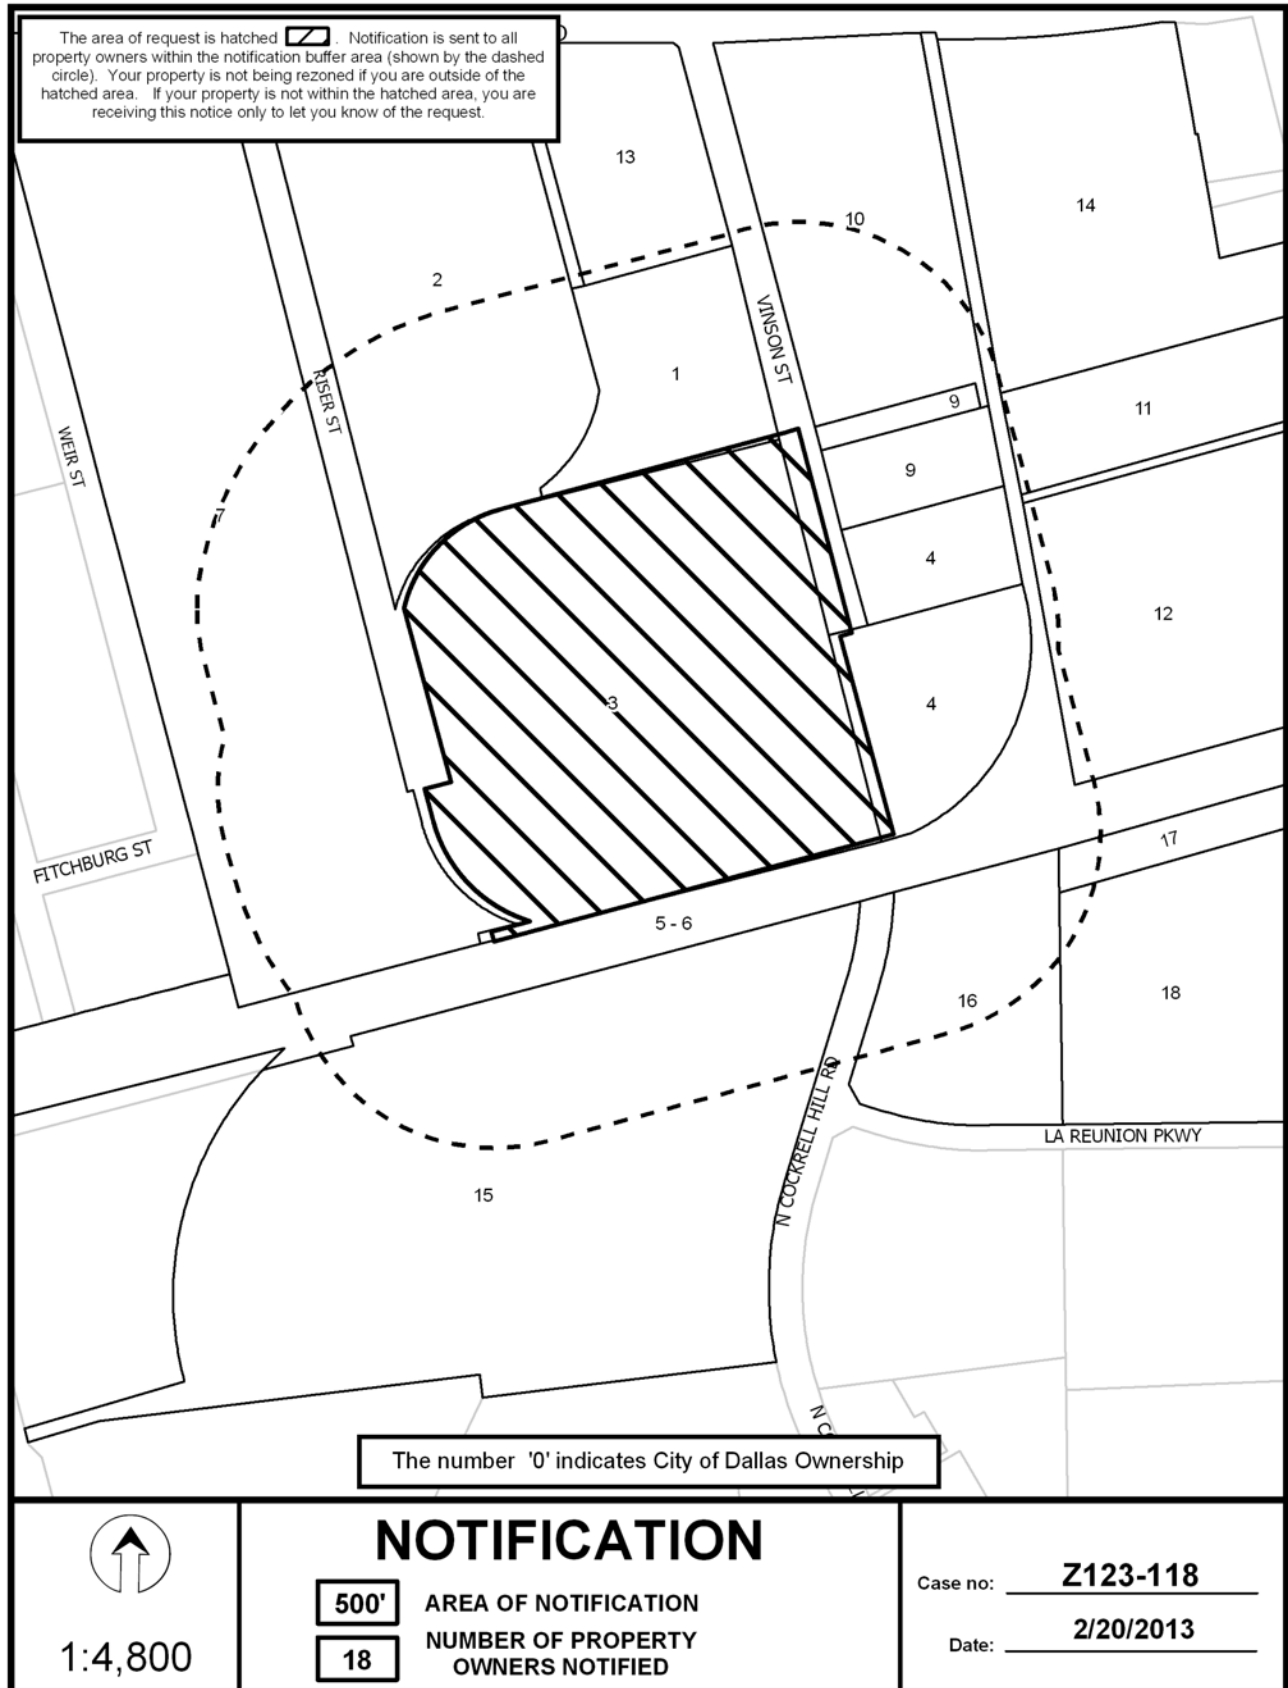 The area of request is hatched . Notification is sent to all
property owners within the notification buffer area (shown by the dashed
circle). Your property is not being rezoned if you are outside of the
hatched area. If your property is not within the hatched area, you are
receiving this notice only to let you know of the request.
13
14
10
2
VINSON ST
1
RISER ST
9
11
WEIR ST
9
7
4
12
3
4
FITCHBURG ST
17
5 - 6
18
16
N COCKRELL HILL RD
LA REUNION PKWY
15
The number '0' indicates City of Dallas Ownership
1:4,800
NOTIFICATION
500' AREA OF NOTIFICATION
18 NUMBER OF PROPERTY
OWNERS NOTIFIED
Case no: Z123-118
Date: 2/20/2013